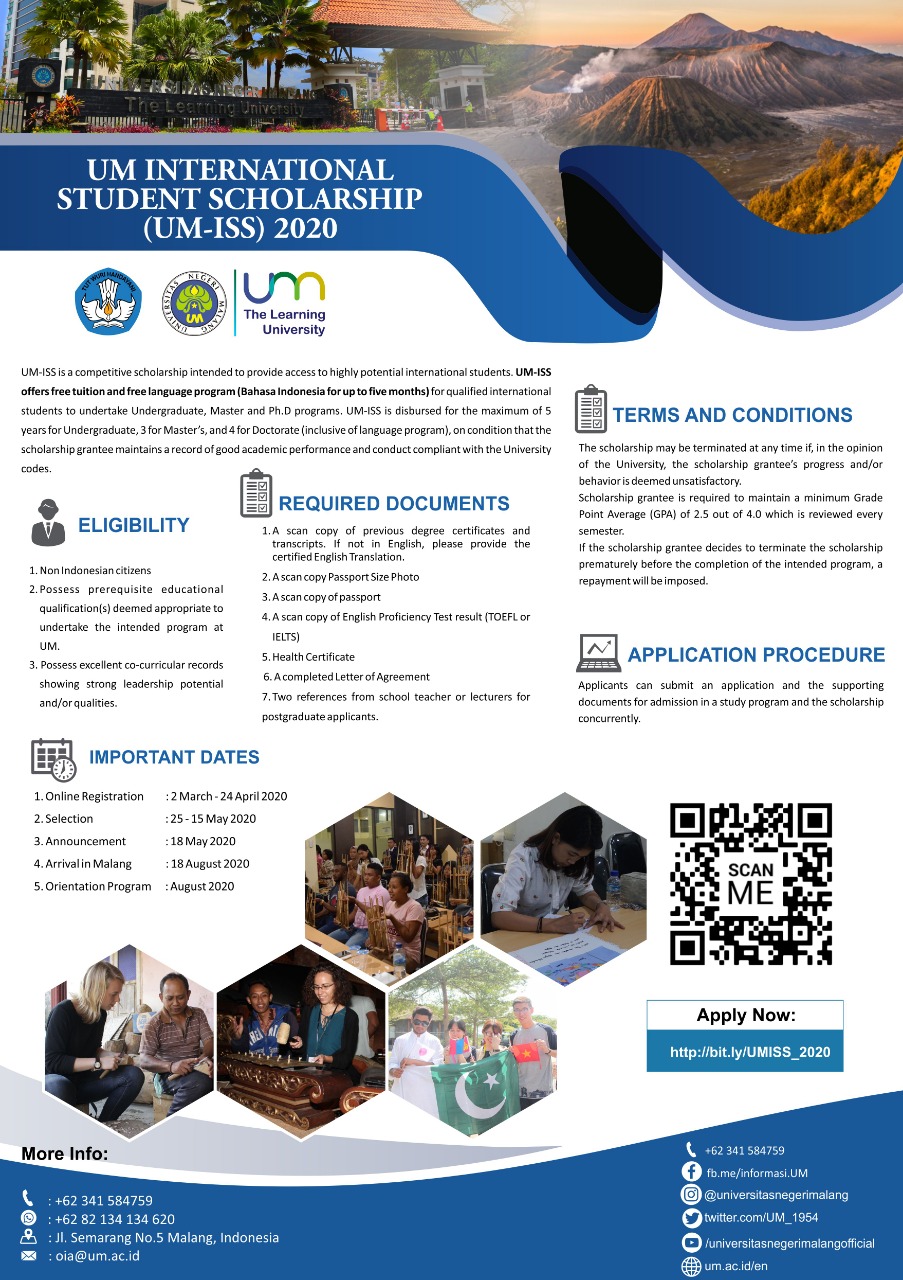 UNIVERSITAS NEGERI MALANG
The Learning University
UM INTERNATIONAL
STUDENT SCHOLARSHIP
(UM-ISS) 2020
TUT WURI HANDAYANI
UNIVERSITAS NEGERI MALANG
UM
um
The Learning
University
UM-ISS is a competitive scholarship intended to provide access to highly potential international students. UM-ISS
offers free tuition and free language program (Bahasa Indonesia for up to five months) for qualified international
students to undertake Undergraduate, Master and Ph.D programs. UM-ISS is disbursed for the maximum of 5
years for Undergraduate, 3 for Master's, and 4 for Doctorate (inclusive of language program), on condition that the
scholarship grantee maintains a record of good academic performance and conduct compliant with the University
codes.
ELIGIBILITY
1. Non Indonesian citizens
2. Possess prerequisite educational
qualification(s) deemed appropriate to
undertake the intended program at
UM.
3. Possess excellent co-curricular records
showing strong leadership potential
and/or qualities.
REQUIRED DOCUMENTS
1. A scan copy of previous degree certificates and
transcripts. If not in English, please provide the
certified English Translation.
2. A scan copy Passport Size Photo
3. A scan copy of passport
4. A scan copy of English Proficiency Test result (TOEFL or
IELTS)
5. Health Certificate
6. A completed Letter of Agreement
7. Two references from school teacher or lecturers for
postgraduate applicants.
TERMS AND CONDITIONS
The scholarship may be terminated at any time if, in the opinion
of the University, the scholarship grantee's progress and/or
behavior is deemed unsatisfactory.
Scholarship grantee is required to maintain a minimum Grade
Point Average (GPA) of 2.5 out of 4.0 which is reviewed every
semester.
If the scholarship grantee decides to terminate the scholarship
prematurely before the completion of the intended program, a
repayment will be imposed.
APPLICATION PROCEDURE
Applicants can submit an application and the supporting
documents for admission in a study program and the scholarship
concurrently.
IMPORTANT DATES
1. Online Registration : 2 March - 24 April 2020
2. Selection : 25 - 15 May 2020
3. Announcement : 18 May 2020
4. Arrival in Malang : 18 August 2020
5. Orientation Program : August 2020
SCAN
ME
Apply Now:
http://bit.ly/UMISS_2020
More Info:
: +62 341 584759
: +62 82 134 134 620
: Jl. Semarang No.5 Malang, Indonesia
: oia@um.ac.id
+62 341 584759
fb.me/informasi.UM
@universitasnegerimalang
twitter.com/UM_1954
/universitasnegerimalangofficial
um.ac.id/en